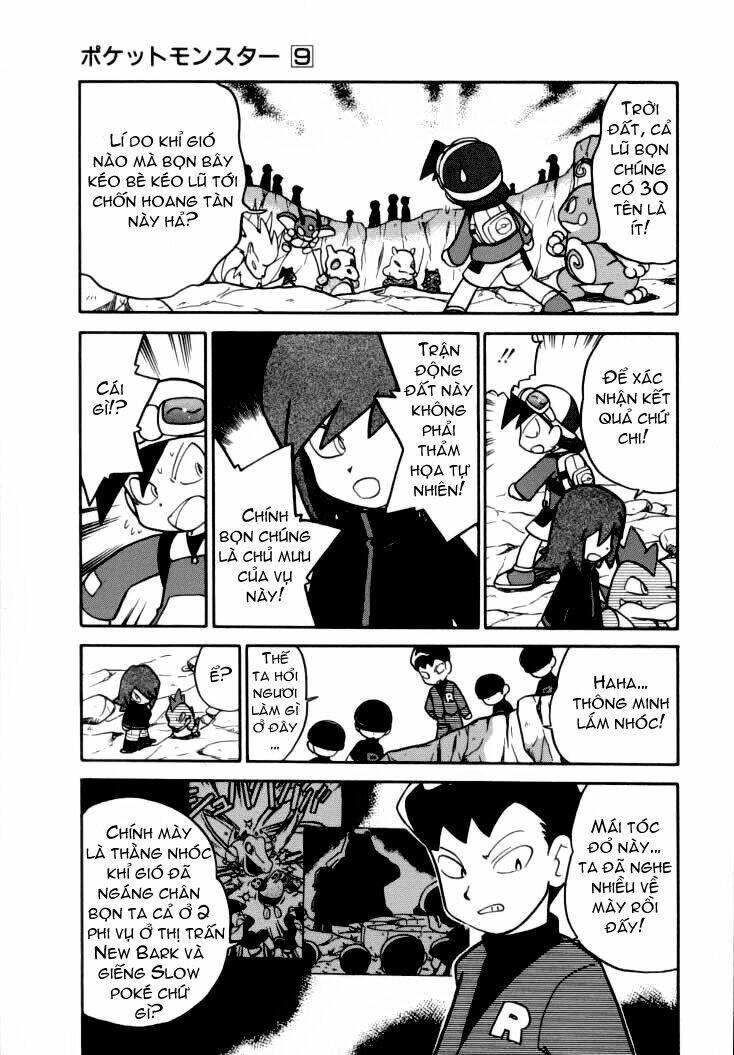 ポケットモンスター 9
TRỜI
ĐẤT, CẢ
LŨ BỌN
CHÚNG
CÓ 30
TÊN LÀ
ÍT!
LÍ DO KHỈ GIÓ
NÀO MÀ BỌN BÂY
KÉO BÈ KÉO LŨ TỚI
CHỐN HOANG TÀN
NÀY HẢ?
ĐỂ XÁC
NHẬN KẾT
QUẢ CHỨ
CHI!
!!
TRẬN
ĐỘNG
ĐẤT NÀY
KHÔNG
PHẢI
THẢM
HỌA TỰ
NHIÊN!
CHÍNH
BỌN CHÚNG
LÀ CHỦ MƯU
CỦA VỤ
NÀY!
CÁI
GÌ!?
HAHA...
THÔNG MINH
LẮM NHÓC!
THẾ
TA HỎI
NGƯƠI
LÀM GÌ
Ở ĐÂY
...
Ể?
R
MÁI TÓC
ĐỎ NÀY...
TA ĐÃ NGHE
NHIỀU VỀ
MÀY RỒI
ĐẤY!
CHÍNH MÀY
LÀ THẰNG NHÓC
KHỈ GIÓ ĐÃ
NGÁNG CHÂN
BỌN TA CẢ Ở 2
PHI VỤ Ở THỊ TRẤN
NEW BARK VÀ
GIẾNG SLOW
POKÉ CHỨ
GÌ?
R